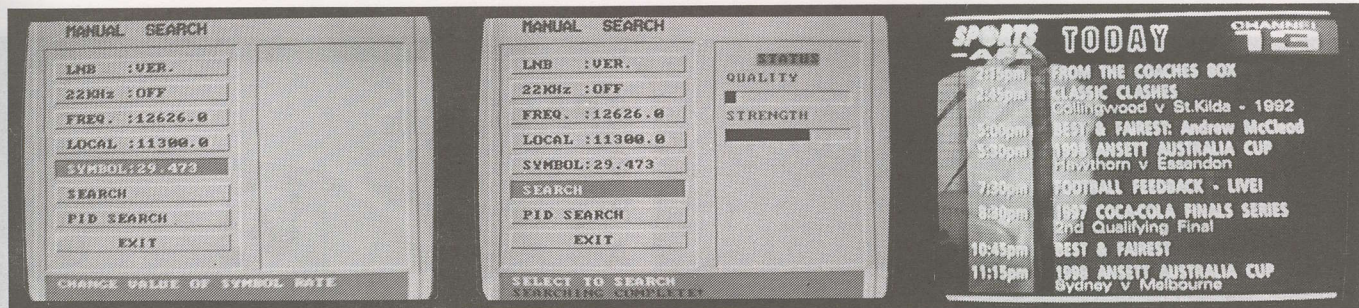 MANUAL SEARCH
LNB :VER.
22KHz :OFF
FREQ. :12626.0
LOCAL :11300.0
SYMBOL:29.473
SEARCH
PID SEARCH
EXIT
CHANGE VALUE OF SYMBOL RATE
MANUAL SEARCH
LNB :VER.
22KHz :OFF
FREQ. :12626.0
LOCAL :11300.0
SYMBOL:29.473
SEARCH
PID SEARCH
EXIT
STATUS
QUALITY
STRENGTH
SELECT TO SEARCH
SEARCHING COMPLETE!
SPORTS TODAY CHANNEL
AFL 13
2:15pm FROM THE COACHES BOX
2:45pm CLASSIC CLASHES
Collingwood v St.Kilda - 1992
5:00pm BEST & FAIREST: Andrew McLeod
5:30pm 1998 ANSETT AUSTRALIA CUP
Hawthorn v Essendon
7:30pm FOOTBALL FEEDBACK - LIVE!
8:30pm 1997 COCA-COLA FINALS SERIES
2nd Qualifying Final
10:45pm BEST & FAIREST
11:15pm 1998 ANSETT AUSTRALIA CUP
Sydney v Melbourne